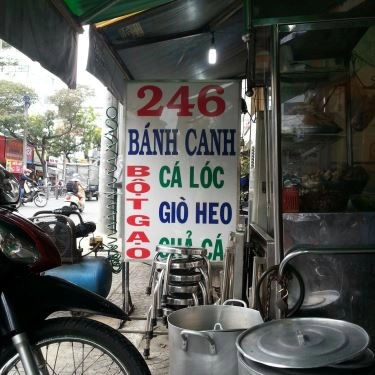 246
BÁNH CANH
BỘT GẠO
CÁ LÓC
GIÒ HEO
CHẢ CÁ